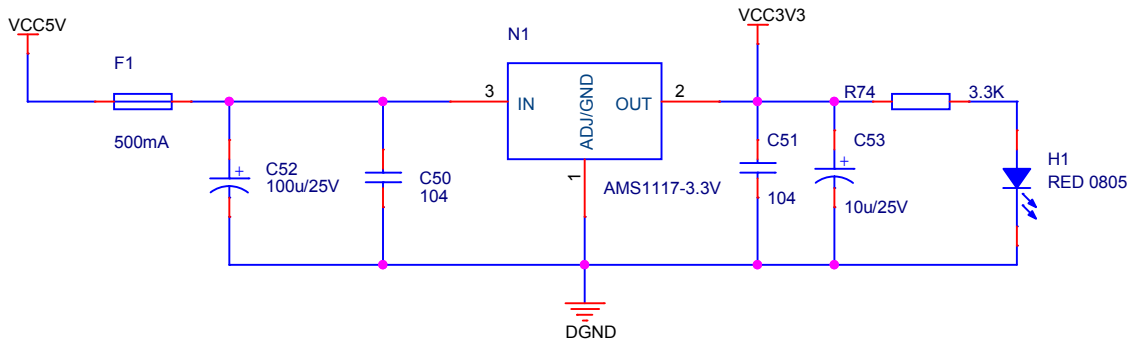 VCC5V
VCC3V3
N1
F1
3
IN
ADJ/GND
OUT
2
R74
3.3K
500mA
C52
100u/25V
+
C50
104
1
AMS1117-3.3V
C51
104
C53
+
10u/25V
H1
RED 0805
DGND